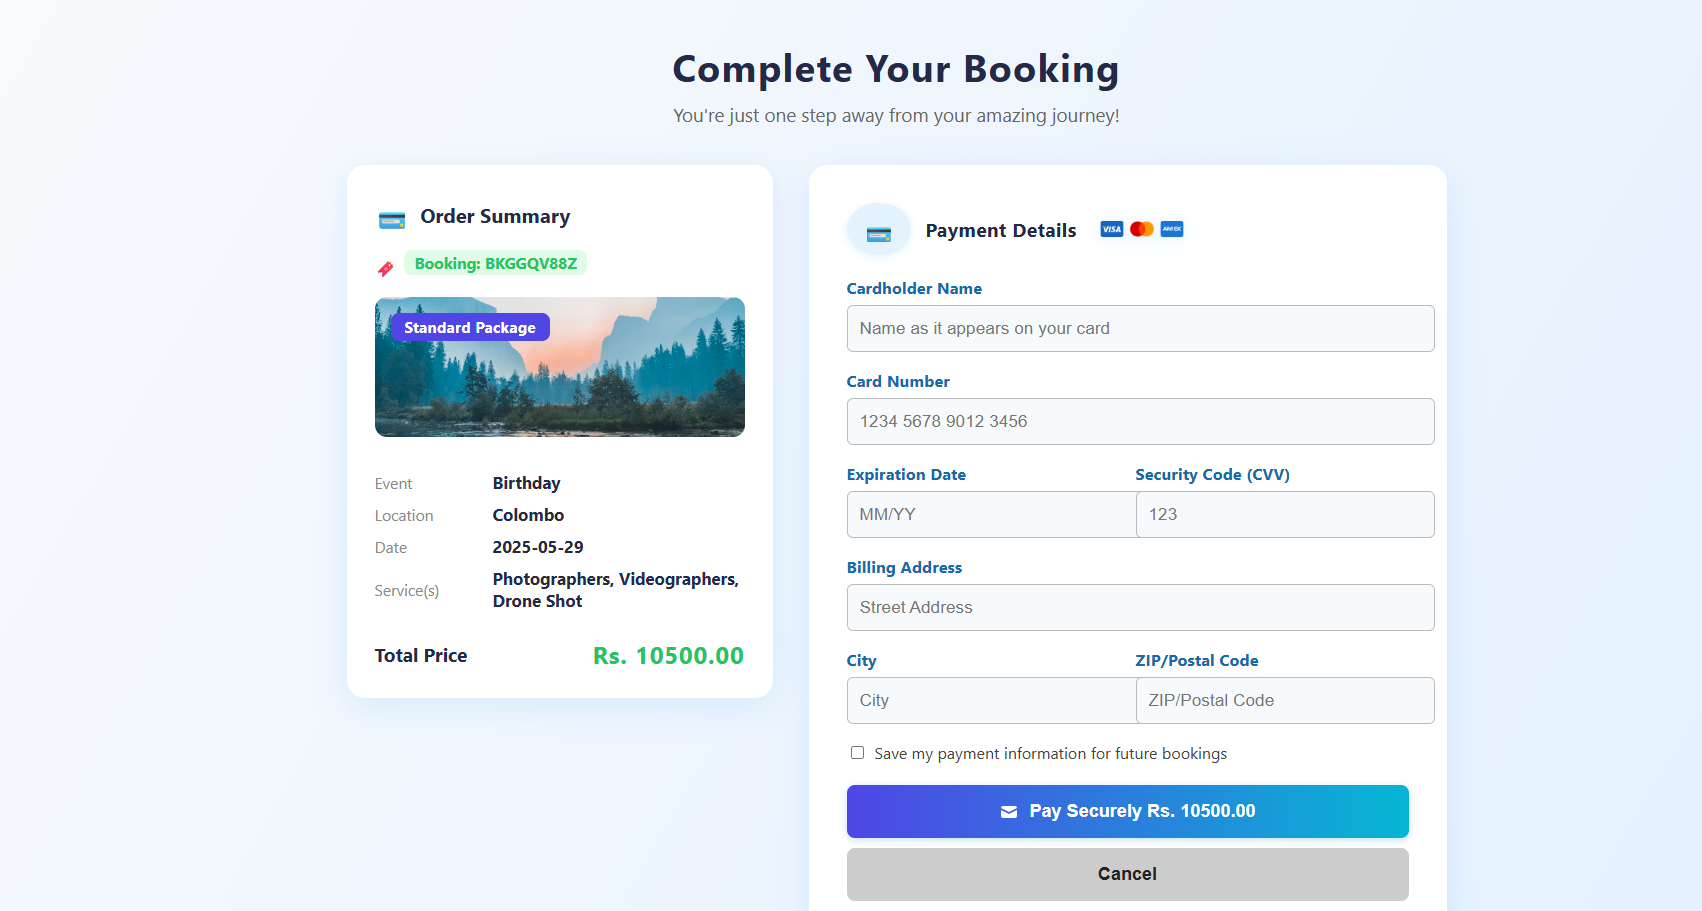 Complete Your Booking
You're just one step away from your amazing journey!
Order Summary
Booking: BKGGQV88Z
Standard Package
Event Birthday
Location Colombo
Date 2025-05-29
Service(s) Photographers, Videographers,
Drone Shot
Total Price Rs. 10500.00
Payment Details VISA AMEX
Cardholder Name
Name as it appears on your card
Card Number
1234 5678 9012 3456
Expiration Date Security Code (CVV)
MM/YY 123
Billing Address
Street Address
City ZIP/Postal Code
City ZIP/Postal Code
Save my payment information for future bookings
Pay Securely Rs. 10500.00
Cancel